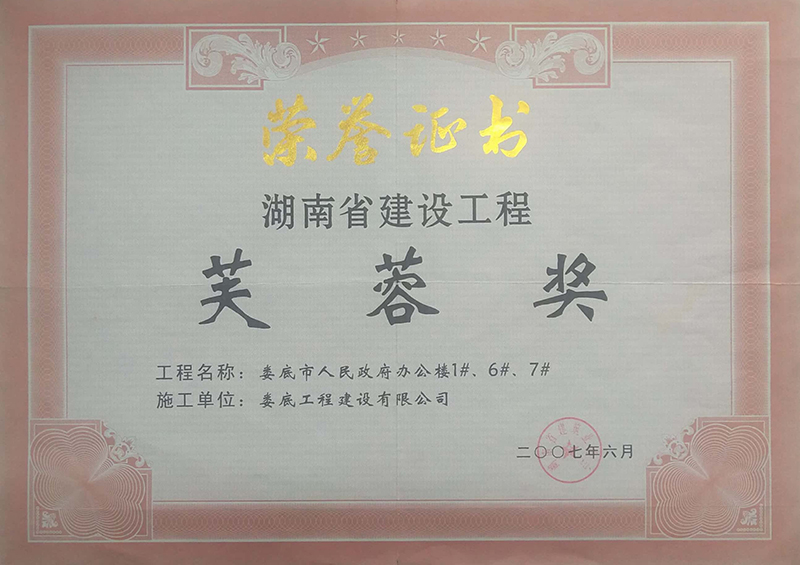 荣誉证书
湖南省建设工程
芙蓉奖
工程名称：娄底市人民政府办公楼1#、6#、7#
施工单位：娄底工程建设有限公司
二〇〇七年六月